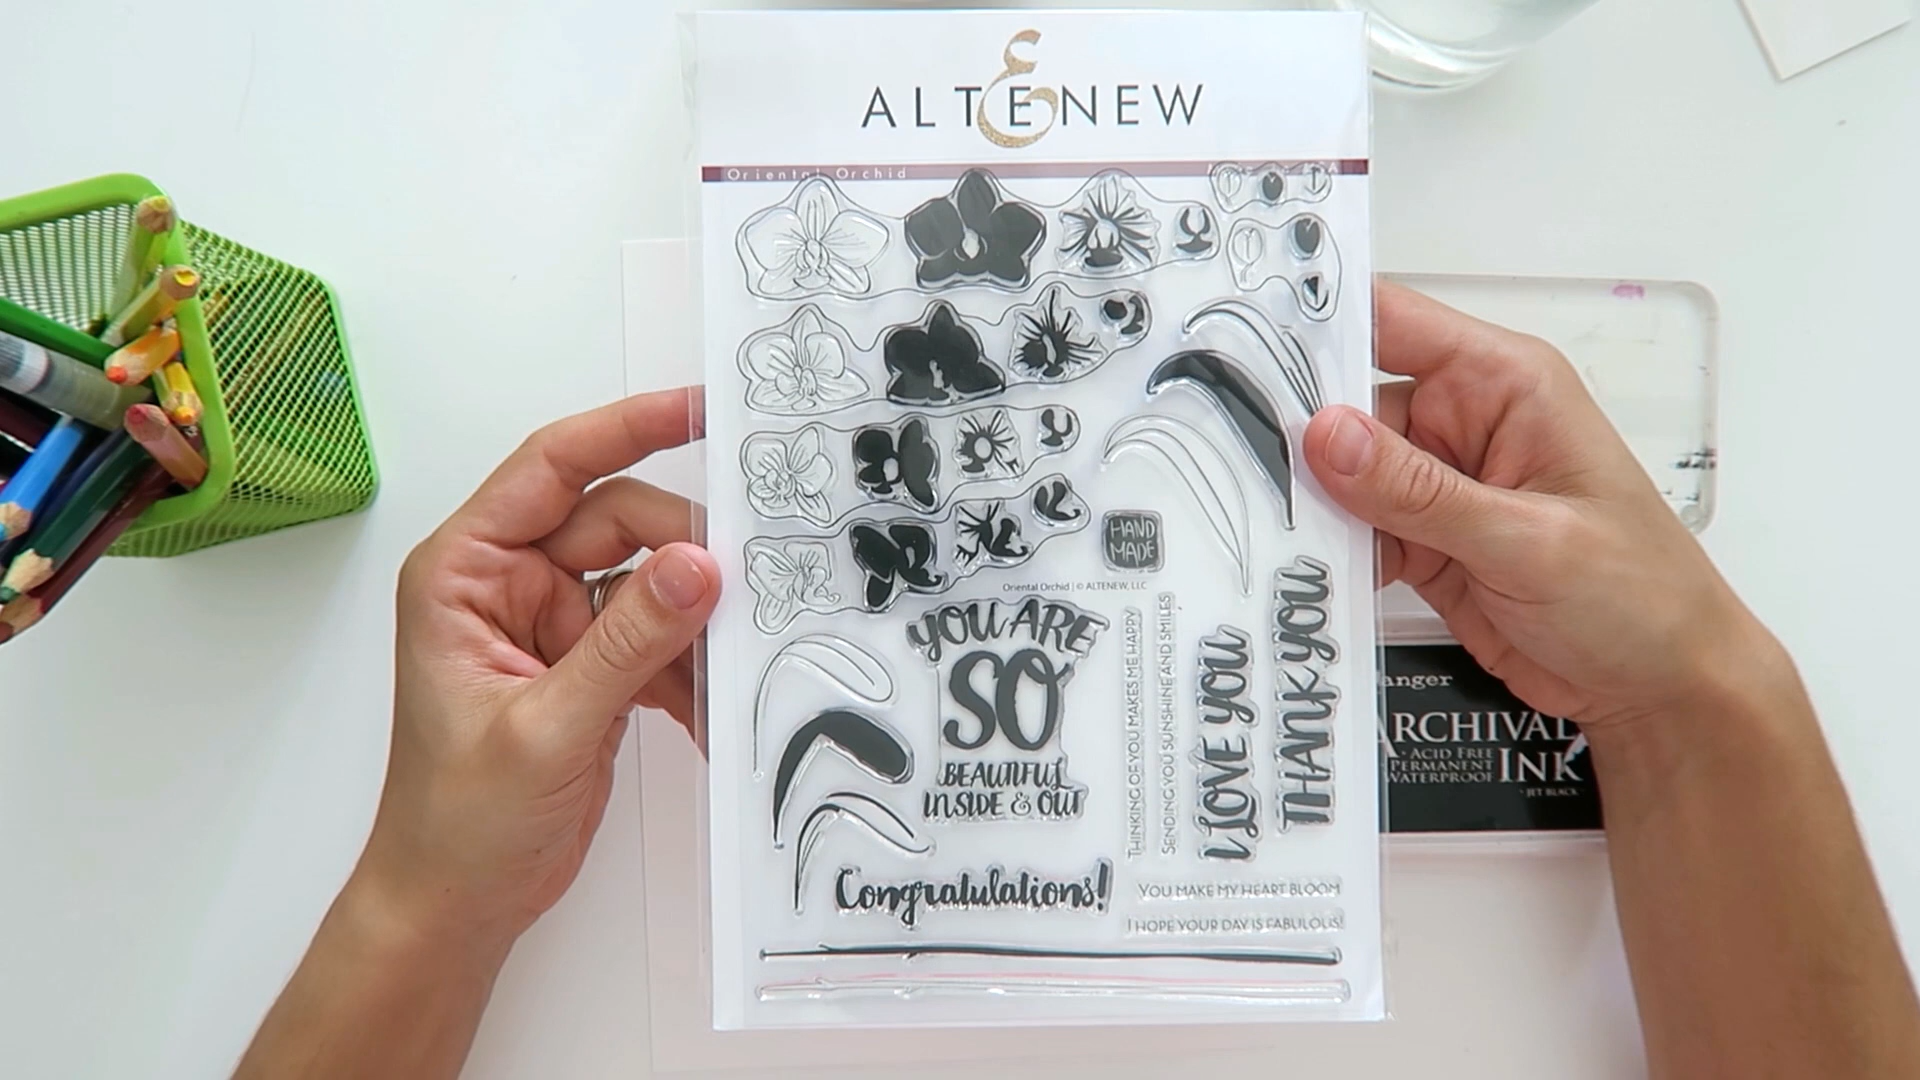 ALTENEW
Oriental Orchid
HAND
MADE
Oriental Orchid | © ALTENEW, LLC
YOU ARE
SO
BEAUTIFUL
INSIDE & OUT
THINKING OF YOU MAKES ME HAPPY
SENDING YOU SUNSHINE AND SMILES
I LOVE YOU
THANK YOU
Congratulations!
YOU MAKE MY HEART BLOOM
I HOPE YOUR DAY IS FABULOUS!
anger
ARCHIVAL
• ACID FREE
PERMANENT
WATERPROOF
INK
• JET BLACK •